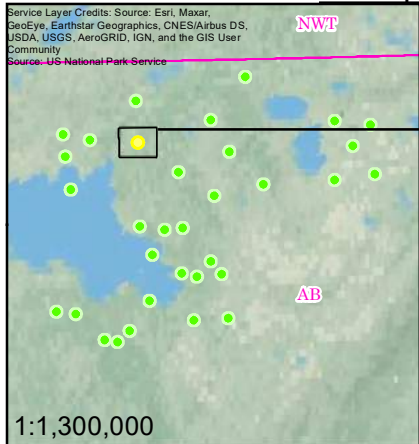 Service Layer Credits: Source: Esri, Maxar,
GeoEye, Earthstar Geographics, CNES/Airbus DS,
USDA, USGS, AeroGRID, IGN, and the GIS User
Community
Source: US National Park Service
NWT
AB
1:1,300,000